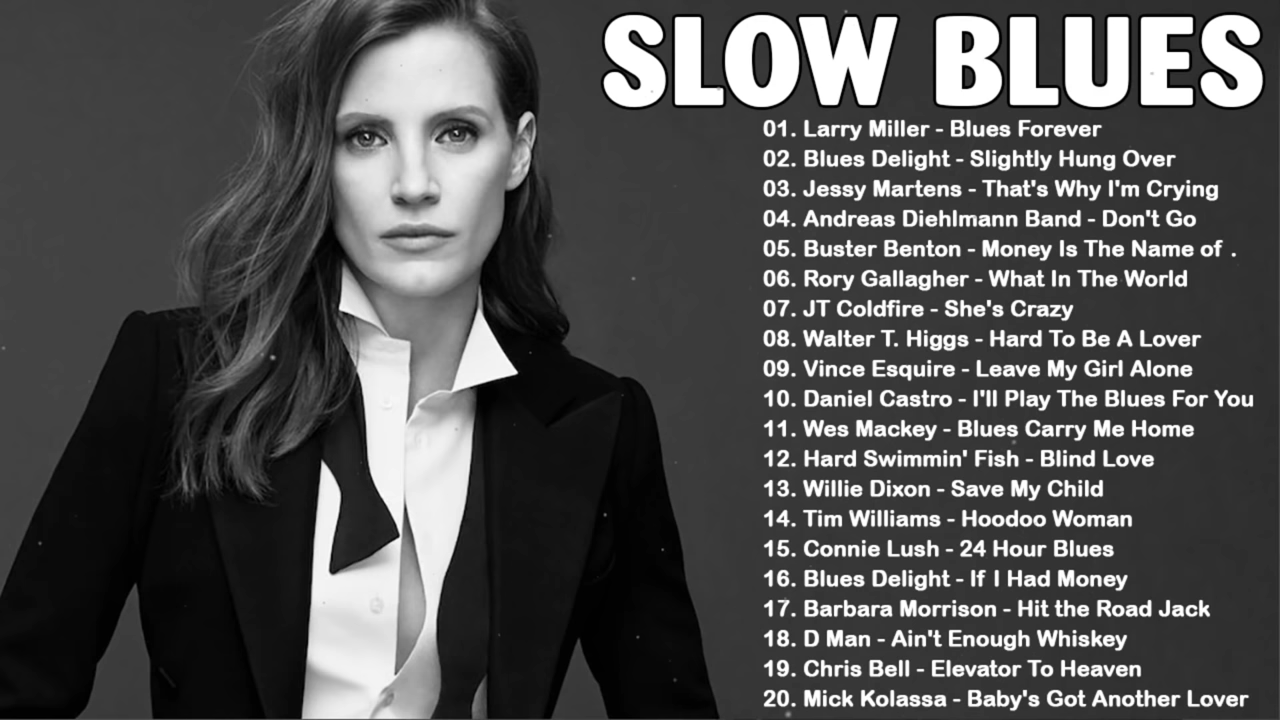 SLOW BLUES
01. Larry Miller - Blues Forever
02. Blues Delight - Slightly Hung Over
03. Jessy Martens - That's Why I'm Crying
04. Andreas Diehlmann Band - Don't Go
05. Buster Benton - Money Is The Name of .
06. Rory Gallagher - What In The World
07. JT Coldfire - She's Crazy
08. Walter T. Higgs - Hard To Be A Lover
09. Vince Esquire - Leave My Girl Alone
10. Daniel Castro - I'll Play The Blues For You
11. Wes Mackey - Blues Carry Me Home
12. Hard Swimmin' Fish - Blind Love
13. Willie Dixon - Save My Child
14. Tim Williams - Hoodoo Woman
15. Connie Lush - 24 Hour Blues
16. Blues Delight - If I Had Money
17. Barbara Morrison - Hit the Road Jack
18. D Man - Ain't Enough Whiskey
19. Chris Bell - Elevator To Heaven
20. Mick Kolassa - Baby's Got Another Lover